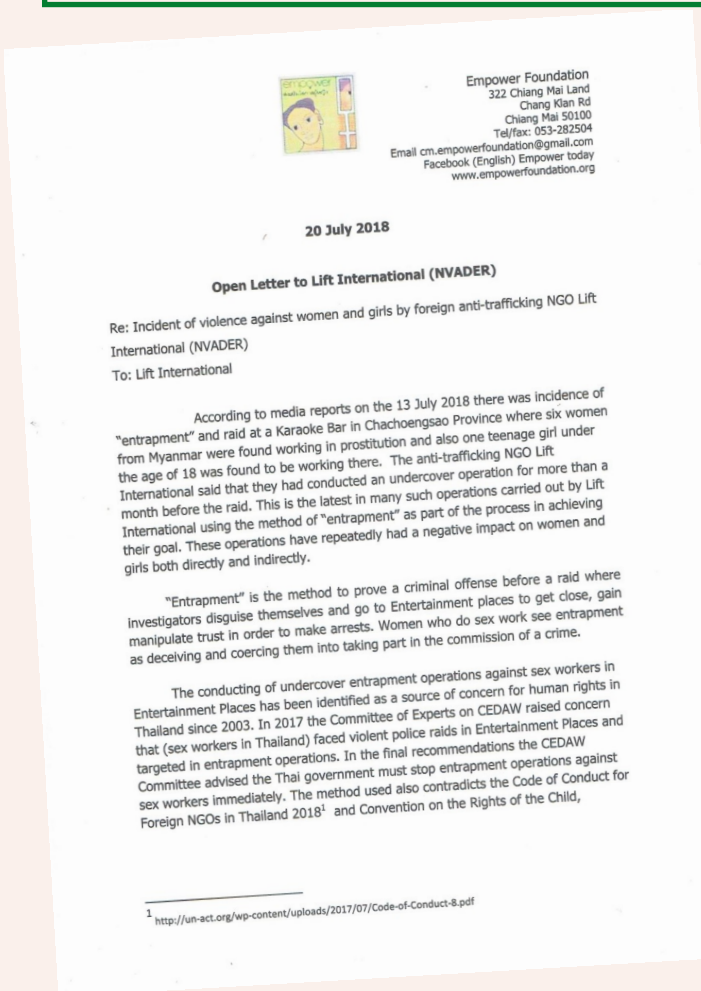 empower
Empower Foundation
322 Chiang Mai Land
Chang Klan Rd
Chiang Mai 50100
Tel/fax: 053-282504
Email cm.empowerfoundation@gmail.com
Facebook (English) Empower today
www.empowerfoundation.org
20 July 2018
Open Letter to Lift International (NVADER)
Re: Incident of violence against women and girls by foreign anti-trafficking NGO Lift
International (NVADER)
To: Lift International
According to media reports on the 13 July 2018 there was incidence of
"entrapment" and raid at a Karaoke Bar in Chachoengsao Province where six women
from Myanmar were found working in prostitution and also one teenage girl under
the age of 18 was found to be working there. The anti-trafficking NGO Lift
International said that they had conducted an undercover operation for more than a
month before the raid. This is the latest in many such operations carried out by Lift
International using the method of "entrapment" as part of the process in achieving
their goal. These operations have repeatedly had a negative impact on women and
girls both directly and indirectly.
"Entrapment" is the method to prove a criminal offense before a raid where
investigators disguise themselves and go to Entertainment places to get close, gain
manipulate trust in order to make arrests. Women who do sex work see entrapment
as deceiving and coercing them into taking part in the commission of a crime.
The conducting of undercover entrapment operations against sex workers in
Entertainment Places has been identified as a source of concern for human rights in
Thailand since 2003. In 2017 the Committee of Experts on CEDAW raised concern
that (sex workers in Thailand) faced violent police raids in Entertainment Places and
targeted in entrapment operations. In the final recommendations the CEDAW
Committee advised the Thai government must stop entrapment operations against
sex workers immediately. The method used also contradicts the Code of Conduct for
Foreign NGOs in Thailand 2018¹ and Convention on the Rights of the Child,
1 http://un-act.org/wp-content/uploads/2017/07/Code-of-Conduct-8.pdf